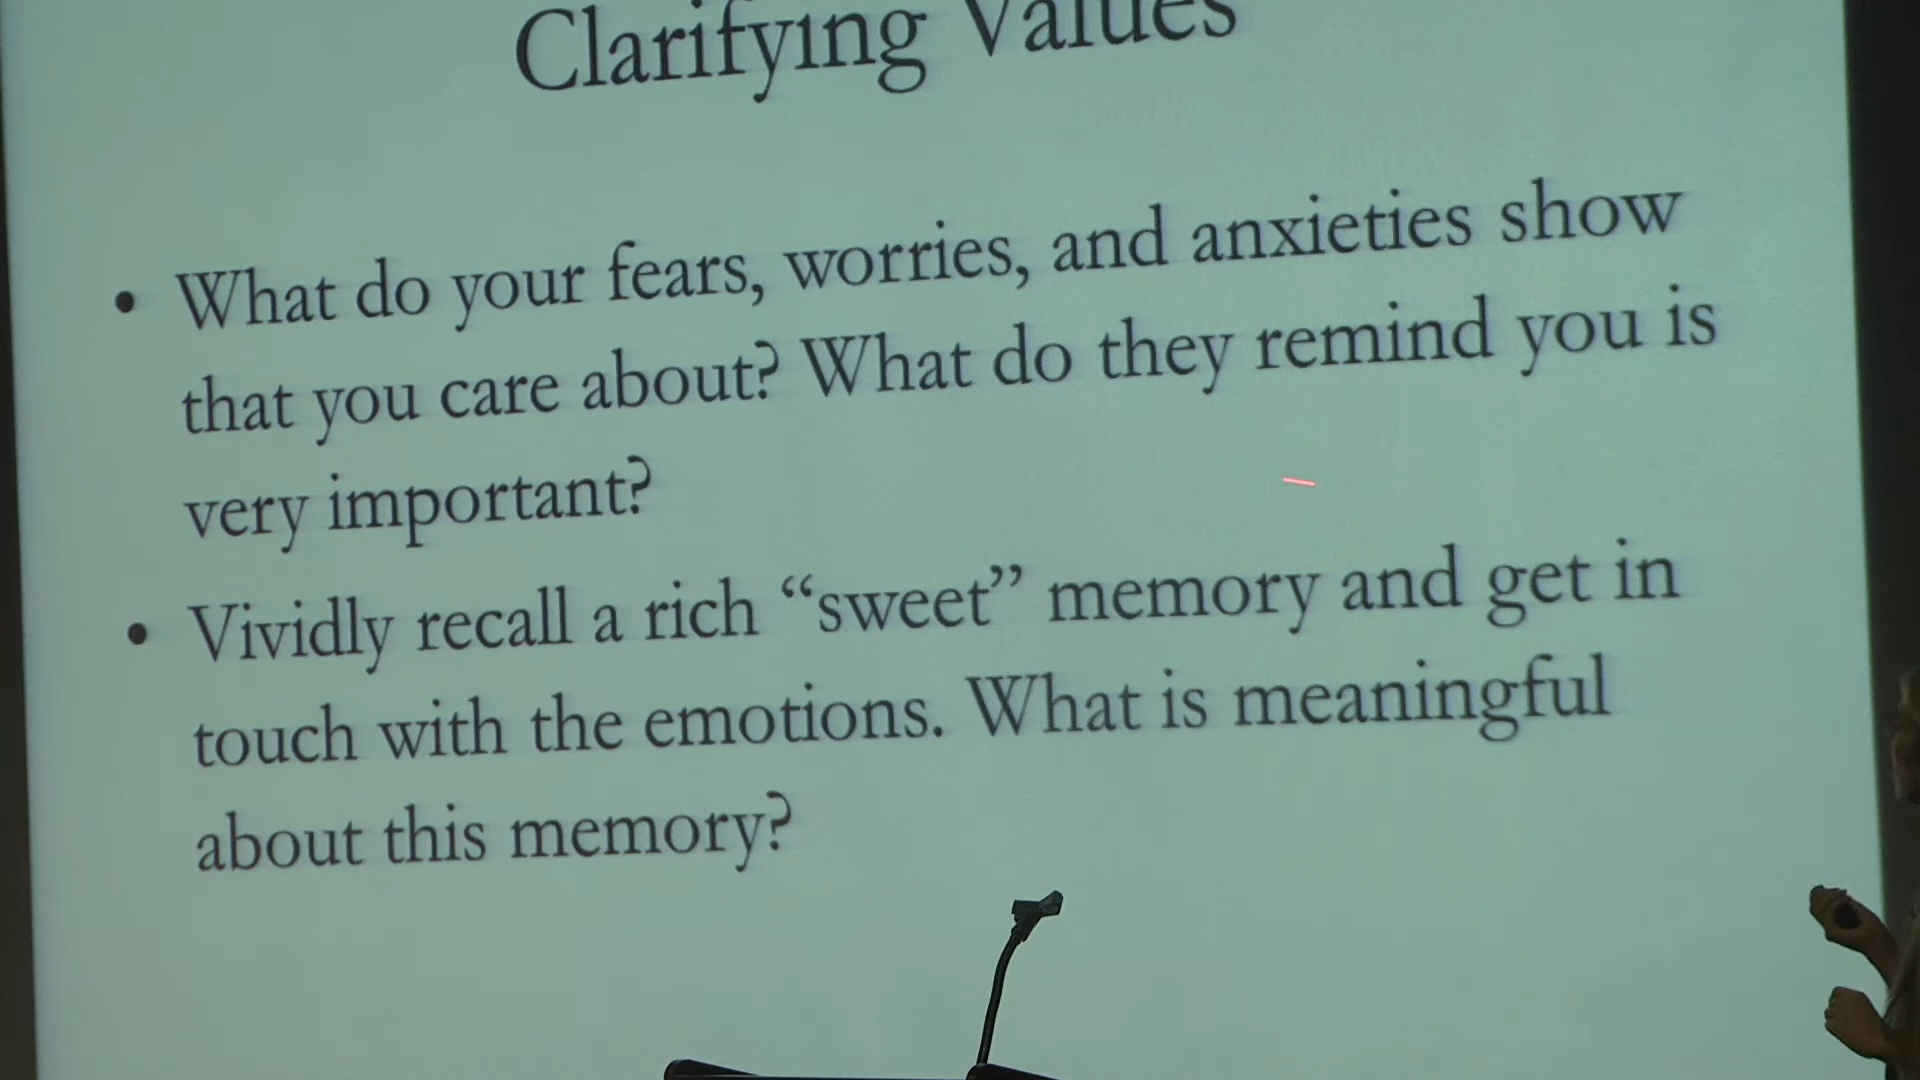 Clarifying Values
• What do your fears, worries, and anxieties show
that you care about? What do they remind you is
very important?
• Vividly recall a rich “sweet” memory and get in
touch with the emotions. What is meaningful
about this memory?